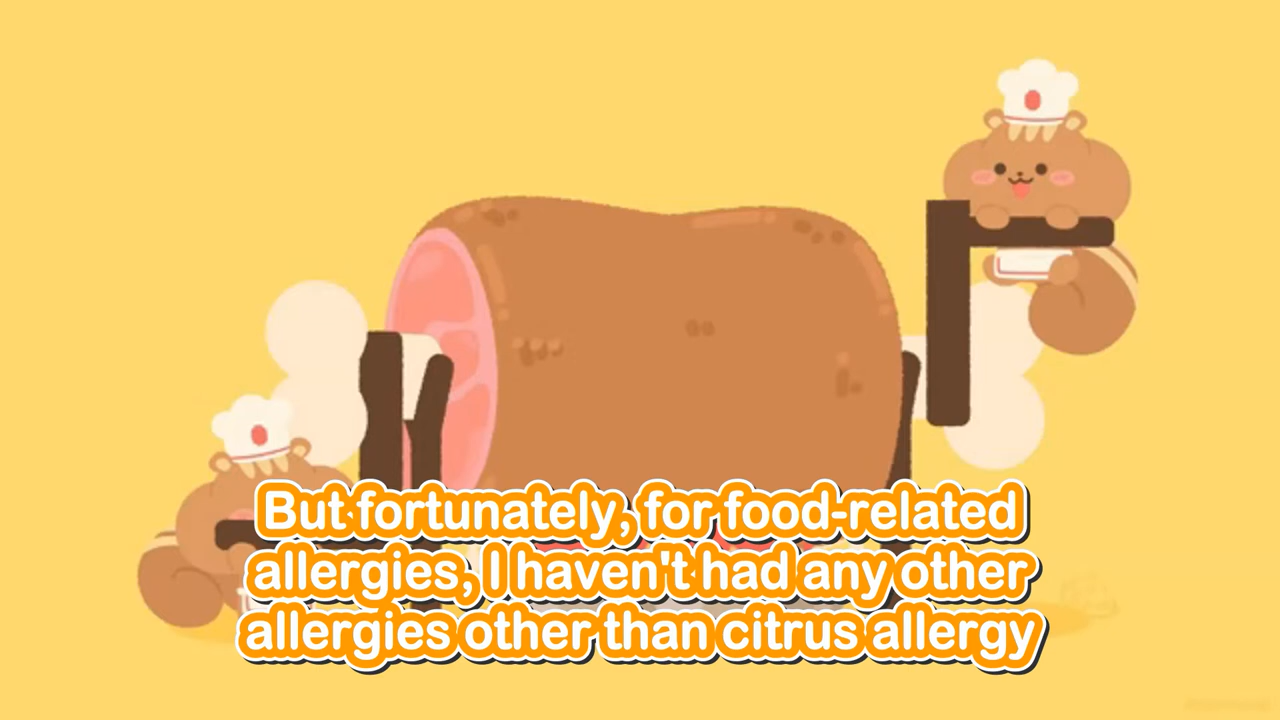 But fortunately, for food-related
allergies, I haven't had any other
allergies other than citrus allergy